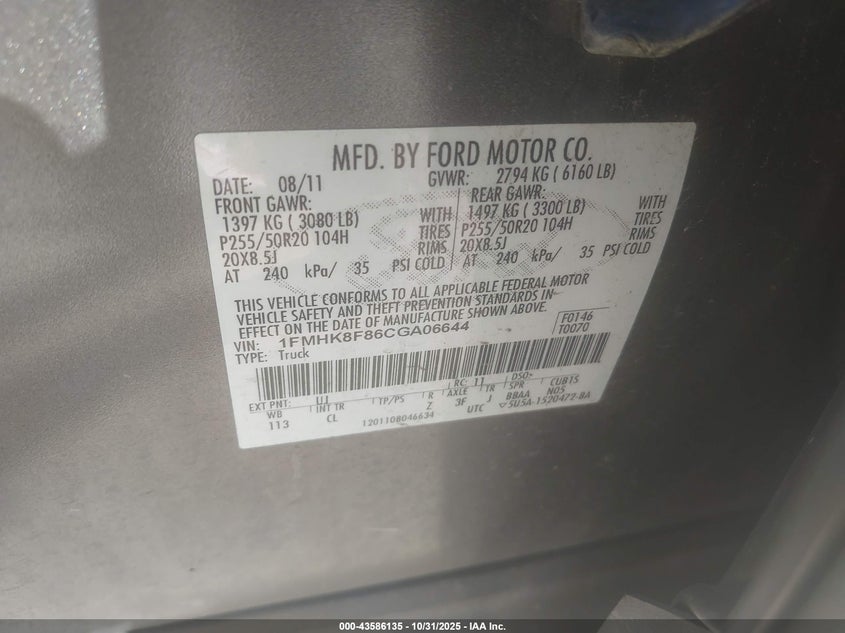 MFD. BY FORD MOTOR CO.
DATE: 08/11 GVWR: 2794 KG ( 6160 LB)
FRONT GAWR: REAR GAWR:
1397 KG ( 3080 LB) WITH 1497 KG ( 3300 LB) WITH
P255/50R20 104H TIRES P255/50R20 104H TIRES
20X8.5J RIMS 20X8.5J RIMS
AT 240 kPa/ 35 PSI COLD AT 240 kPa/ 35 PSI COLD
THIS VEHICLE CONFORMS TO ALL APPLICABLE FEDERAL MOTOR
VEHICLE SAFETY AND THEFT PREVENTION STANDARDS IN
EFFECT ON THE DATE OF MANUFACTURE SHOWN ABOVE.
VIN: 1FMHK8F86CGA06644 F0146
TYPE: Truck T0070
RC: 11 DSO:
EXT PNT: UJ
WB INT TR TP/PS R AXLE TR SPR CUB15
113 CL Z 3F J BBAA N05
1201108046634 UTC ▽5U5A-1520472-BA
000-43586135 - 10/31/2025 - IAA Inc.